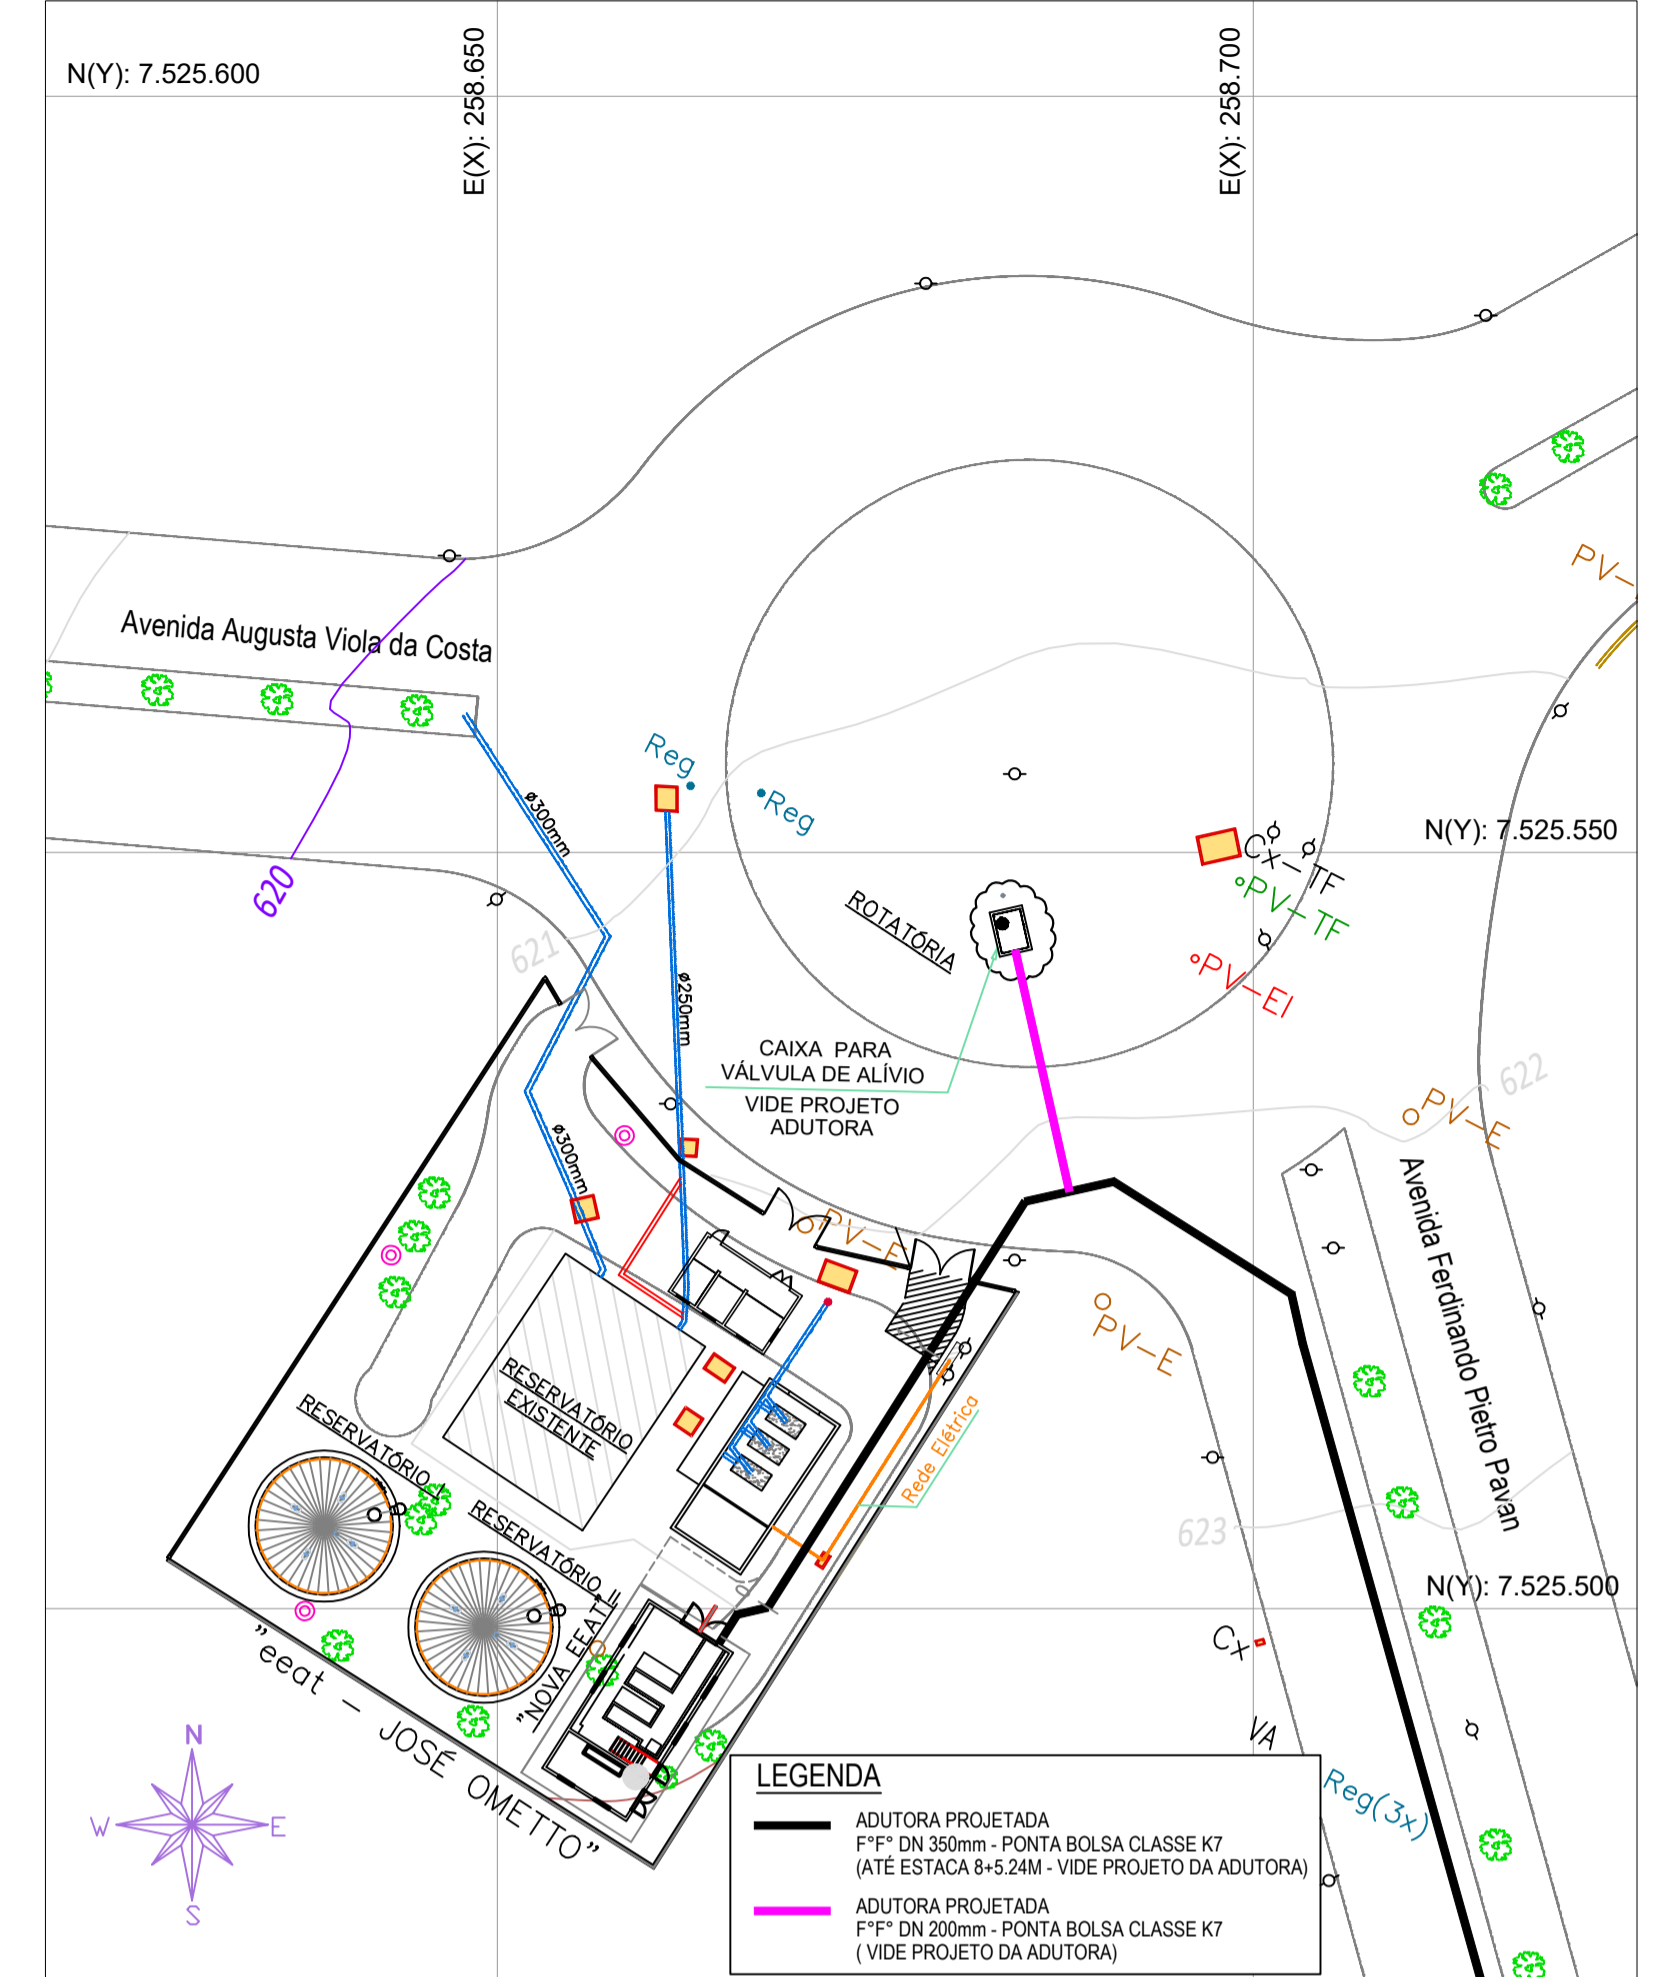 N(Y): 7.525.600
E(X): 258.650
E(X): 258.700
PV-
Avenida Augusta Viola da Costa
Reg
Reg
ø300mm
N(Y): 7.525.550
CX-TF
PV-TF
620
ROTATÓRIA
621
PV-EI
ø250mm
CAIXA PARA
VÁLVULA DE ALÍVIO
VIDE PROJETO
ADUTORA
622
PV-E
ø300mm
Avenida Ferdinando Pietro Pavan
PV-E
PV-E
RESERVATÓRIO
EXISTENTE
RESERVATÓRIO I
Rede Elétrica
RESERVATÓRIO II
623
N(Y): 7.525.500
"NOVA EEAT"
CX
"eeat - JOSÉ OMETTO"
VA
Reg(3x)
N
W
E
S
LEGENDA
ADUTORA PROJETADA
F°F° DN 350mm - PONTA BOLSA CLASSE K7
(ATÉ ESTACA 8+5.24M - VIDE PROJETO DA ADUTORA)
ADUTORA PROJETADA
F°F° DN 200mm - PONTA BOLSA CLASSE K7
( VIDE PROJETO DA ADUTORA)